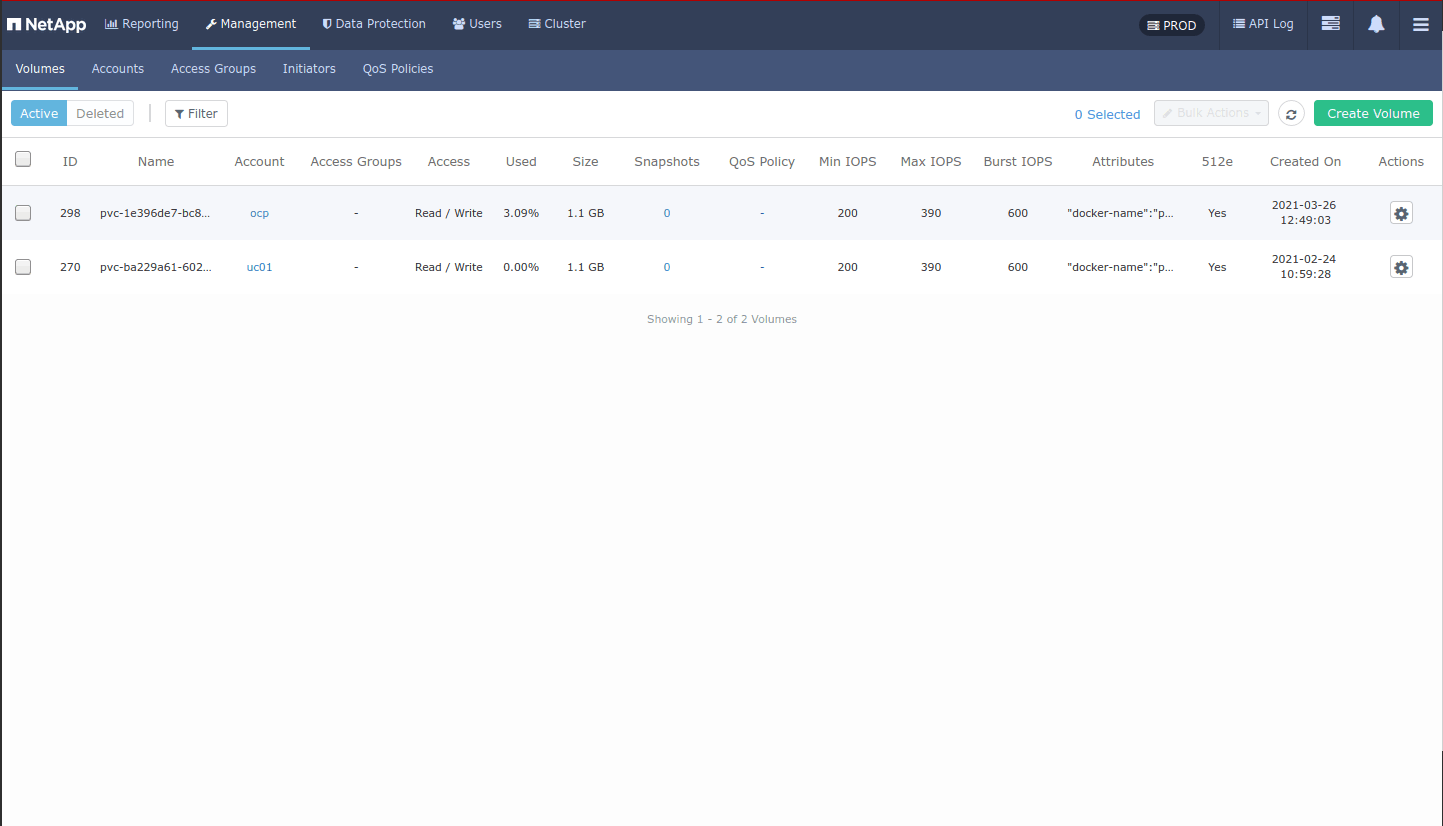 NetApp Reporting Management Data Protection Users Cluster PROD API Log
Volumes Accounts Access Groups Initiators QoS Policies
Active Deleted Filter 0 Selected Bulk Actions Create Volume
ID Name Account Access Groups Access Used Size Snapshots QoS Policy Min IOPS Max IOPS Burst IOPS Attributes 512e Created On Actions
298 pvc-1e396de7-bc8... ocp - Read / Write 3.09% 1.1 GB 0 - 200 390 600 "docker-name":"p... Yes 2021-03-26
12:49:03
270 pvc-ba229a61-602... uc01 - Read / Write 0.00% 1.1 GB 0 - 200 390 600 "docker-name":"p... Yes 2021-02-24
10:59:28
Showing 1 - 2 of 2 Volumes